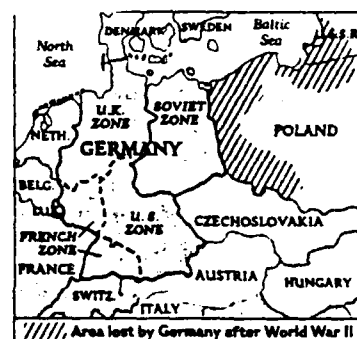 North
Sea
DENMARK
SWEDEN
Baltic
Sea
U.K.
ZONE
SOVIET
ZONE
POLAND
NETH.
GERMANY
BELG.
LUX.
U.S.
ZONE
CZECHOSLOVAKIA
FRENCH
ZONE
FRANCE
AUSTRIA
HUNGARY
SWITZ.
ITALY
Area lost by Germany after World War II